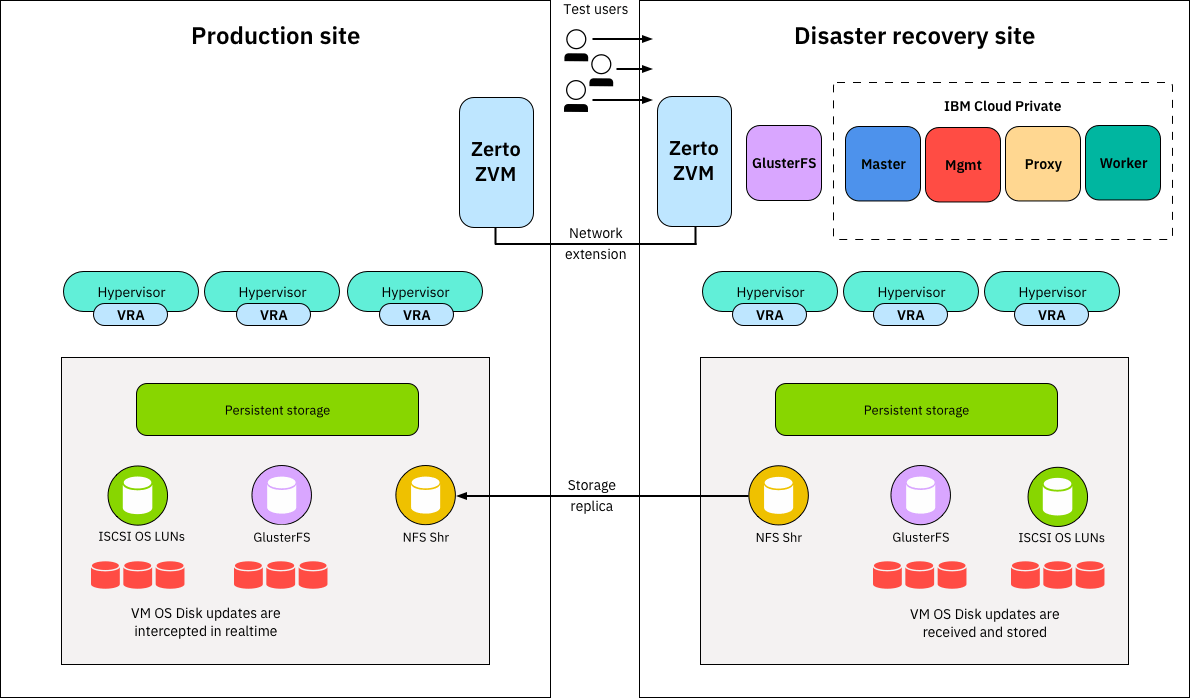 Test users
Production site
Disaster recovery site
IBM Cloud Private
Zerto
ZVM
Zerto
ZVM
GlusterFS
Master
Mgmt
Proxy
Worker
Network
extension
Hypervisor
VRA
Hypervisor
VRA
Hypervisor
VRA
Hypervisor
VRA
Hypervisor
VRA
Hypervisor
VRA
Persistent storage
Persistent storage
Storage
replica
ISCSI OS LUNs
GlusterFS
NFS Shr
NFS Shr
GlusterFS
ISCSI OS LUNs
VM OS Disk updates are
intercepted in realtime
VM OS Disk updates are
received and stored